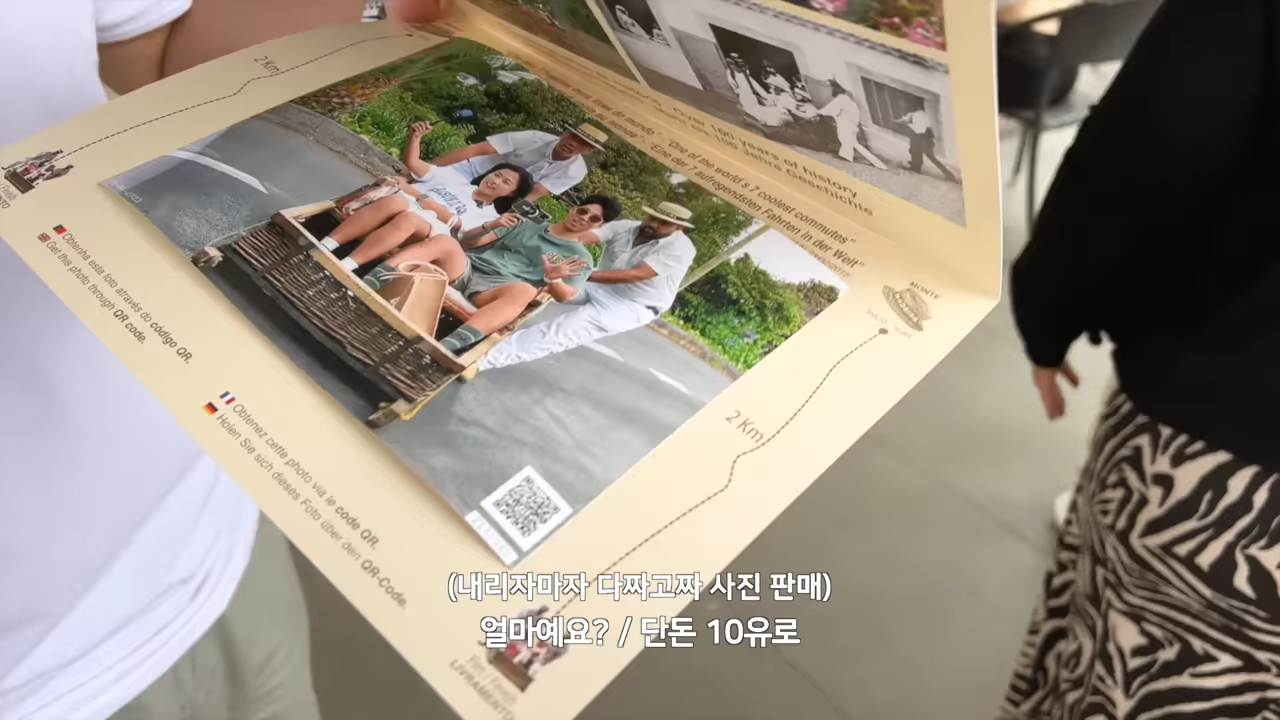 2 Km
Over 160 years of history
"One of the world's 7 coolest commutes"
"Eine der 7 aufregendsten Fahrten in der Welt"
MONTE
Obtenha esta foto através do código QR.
Get this photo through QR code.
Obtenez cette photo via le code QR.
Holen Sie sich dieses Foto über den QR-Code.
2 Km
LIVRAMENTO
(내리자마자 다짜고짜 사진 판매)
얼마예요? / 단돈 10유로